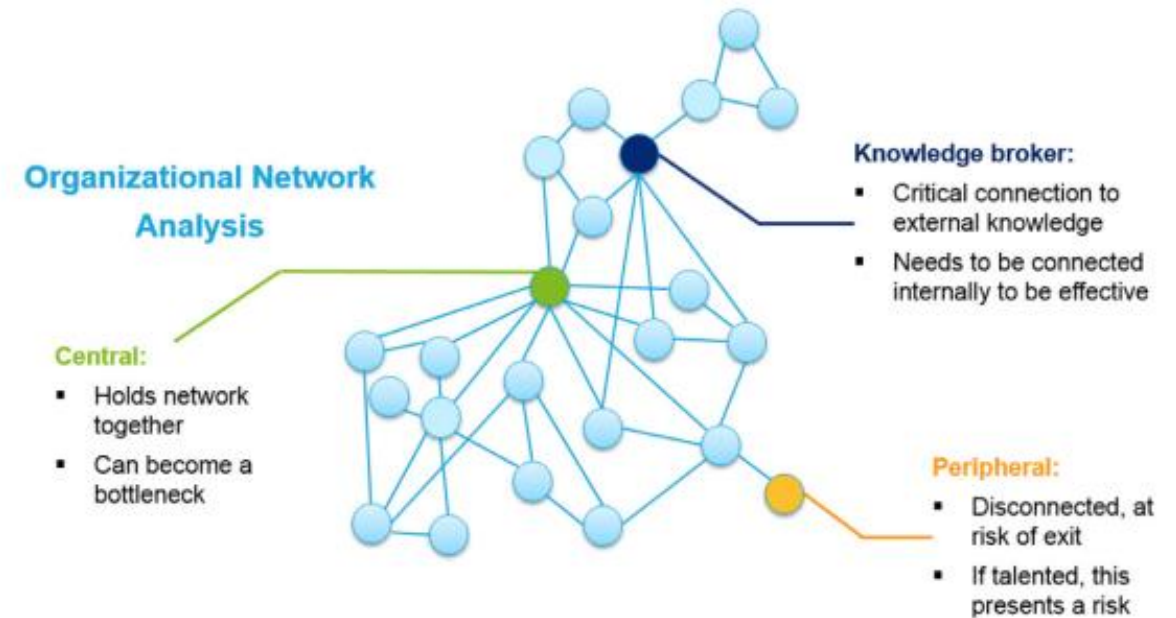 Organizational Network
Analysis
Knowledge broker:
▪ Critical connection to
external knowledge
▪ Needs to be connected
internally to be effective
Central:
▪ Holds network
together
▪ Can become a
bottleneck
Peripheral:
▪ Disconnected, at
risk of exit
▪ If talented, this
presents a risk